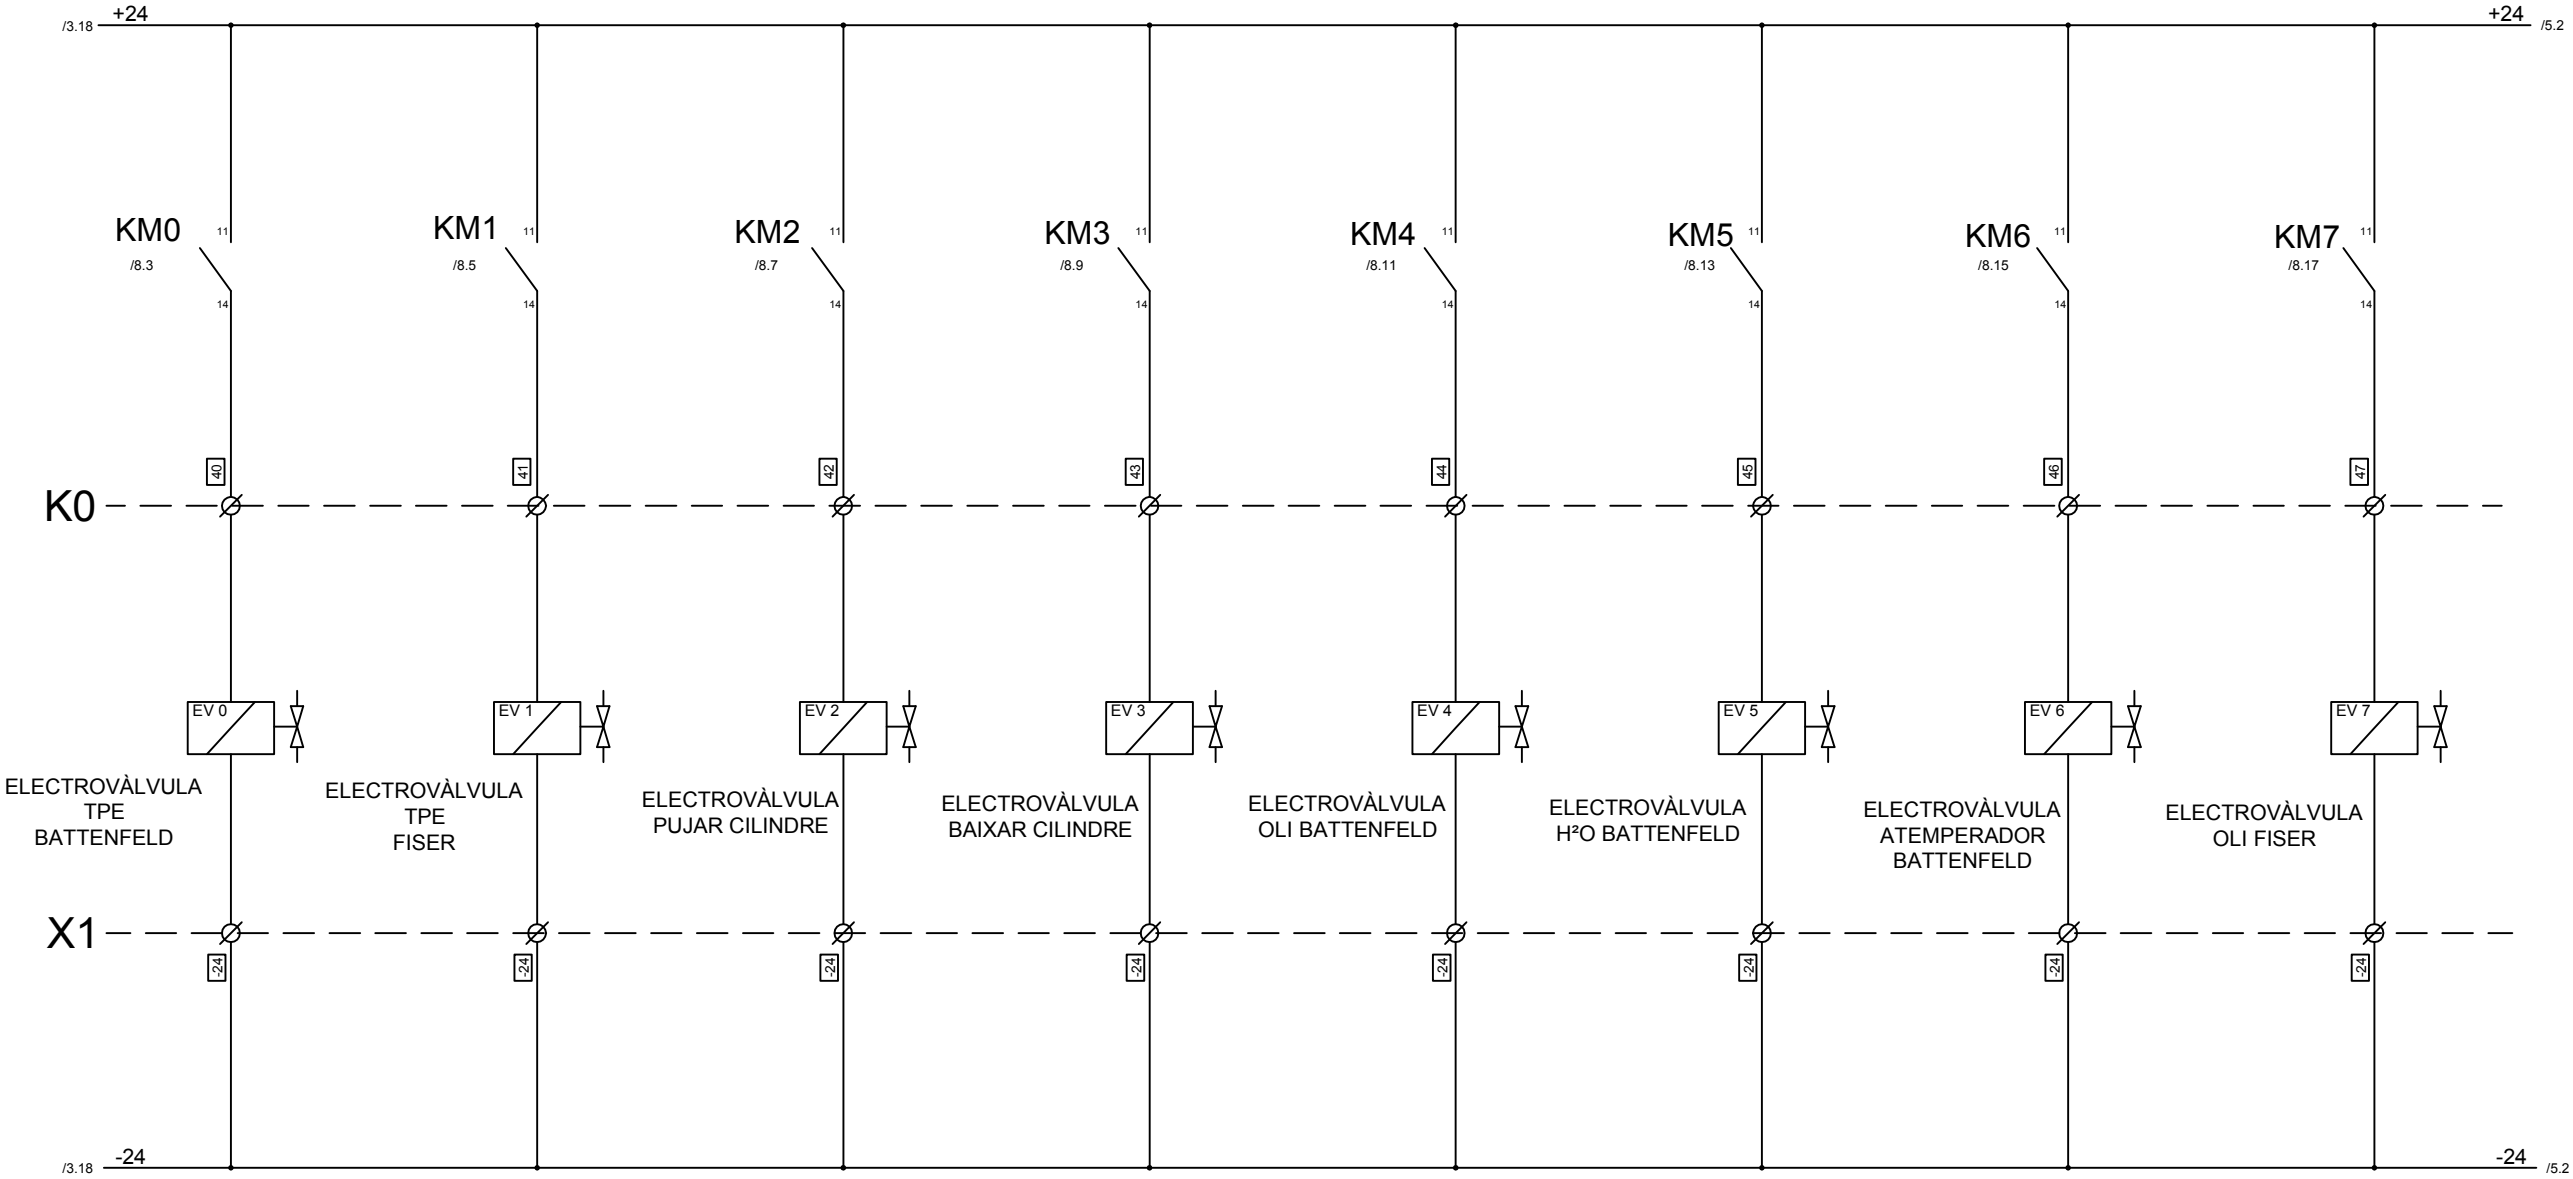 +24
+24
/3.18
/5.2
KM0
11
/8.3
14
KM1
11
/8.5
14
KM2
11
/8.7
14
KM3
11
/8.9
14
KM4
11
/8.11
14
KM5
11
/8.13
14
KM6
11
/8.15
14
KM7
11
/8.17
14
40
41
42
43
44
45
46
47
K0
EV 0
EV 1
EV 2
EV 3
EV 4
EV 5
EV 6
EV 7
ELECTROVÀLVULA
TPE
BATTENFELD
ELECTROVÀLVULA
TPE
FISER
ELECTROVÀLVULA
PUJAR CILINDRE
ELECTROVÀLVULA
BAIXAR CILINDRE
ELECTROVÀLVULA
OLI BATTENFELD
ELECTROVÀLVULA
H²O BATTENFELD
ELECTROVÀLVULA
ATEMPERADOR
BATTENFELD
ELECTROVÀLVULA
OLI FISER
X1
-24
-24
-24
-24
-24
-24
-24
-24
-24
-24
/3.18
/5.2